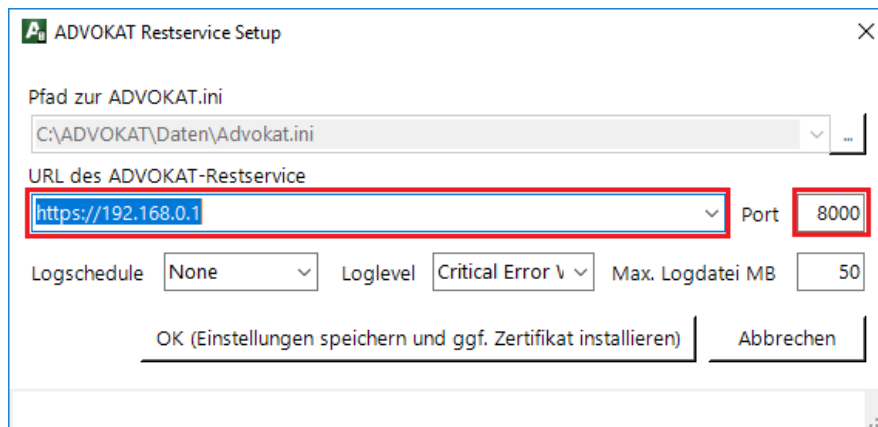 ADVOKAT Restservice Setup
Pfad zur ADVOKAT.ini
C:\ADVOKAT\Daten\Advokat.ini ...
URL des ADVOKAT-Restservice
https://192.168.0.1 Port 8000
Logschedule None Loglevel Critical Error Max. Logdatei MB 50
OK (Einstellungen speichern und ggf. Zertifikat installieren) Abbrechen